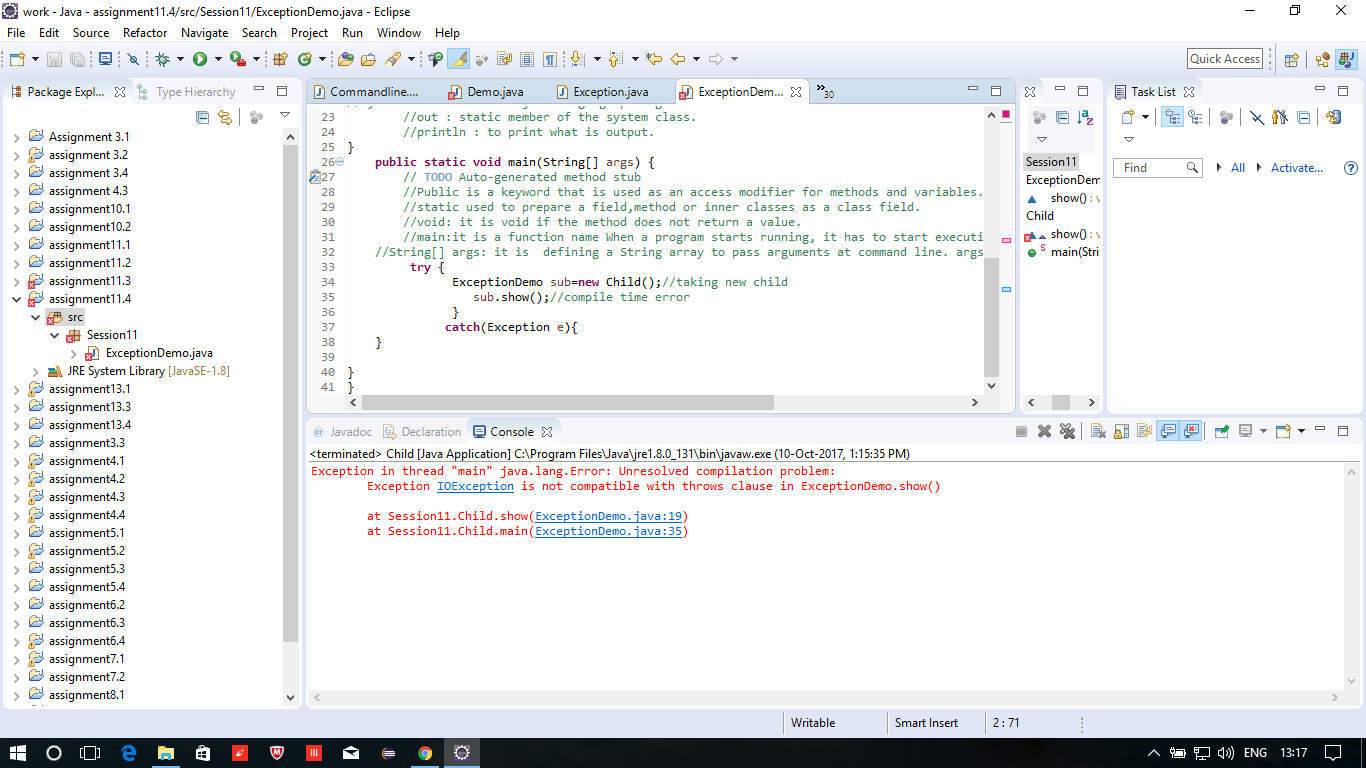 work - Java - assignment11.4/src/Session11/ExceptionDemo.java - Eclipse
File Edit Source Refactor Navigate Search Project Run Window Help
Quick Access
Package Expl... Type Hierarchy
Assignment 3.1
assignment 3.2
assignment 3.4
assignment 4.3
assignment10.1
assignment10.2
assignment11.1
assignment11.2
assignment11.3
assignment11.4
src
Session11
ExceptionDemo.java
JRE System Library [JavaSE-1.8]
assignment13.1
assignment13.3
assignment13.4
assignment3.3
assignment4.1
assignment4.2
assignment4.3
assignment4.4
assignment5.1
assignment5.2
assignment5.3
assignment5.4
assignment6.2
assignment6.3
assignment6.4
assignment7.1
assignment7.2
assignment8.1
Commandline.... Demo.java Exception.java ExceptionDem... »30
23 //out : static member of the system class.
24 //println : to print what is output.
25 }
26 public static void main(String[] args) {
27 // TODO Auto-generated method stub
28 //Public is a keyword that is used as an access modifier for methods and variables.
29 //static used to prepare a field,method or inner classes as a class field.
30 //void: it is void if the method does not return a value.
31 //main:it is a function name When a program starts running, it has to start executi
32 //String[] args: it is  defining a String array to pass arguments at command line. args
33 try {
34 ExceptionDemo sub=new Child();//taking new child
35 sub.show();//compile time error
36 }
37 catch(Exception e){
38 }
39
40 }
41 }
Session11
ExceptionDem
show() : v
Child
show() : v
S main(Stri
Task List
Find All Activate...
@ Javadoc Declaration Console
<terminated> Child [Java Application] C:\Program Files\Java\jre1.8.0_131\bin\javaw.exe (10-Oct-2017, 1:15:35 PM)
Exception in thread "main" java.lang.Error: Unresolved compilation problem:
Exception IOException is not compatible with throws clause in ExceptionDemo.show()
at Session11.Child.show(ExceptionDemo.java:19)
at Session11.Child.main(ExceptionDemo.java:35)
Writable Smart Insert 2 : 71
ENG 13:17